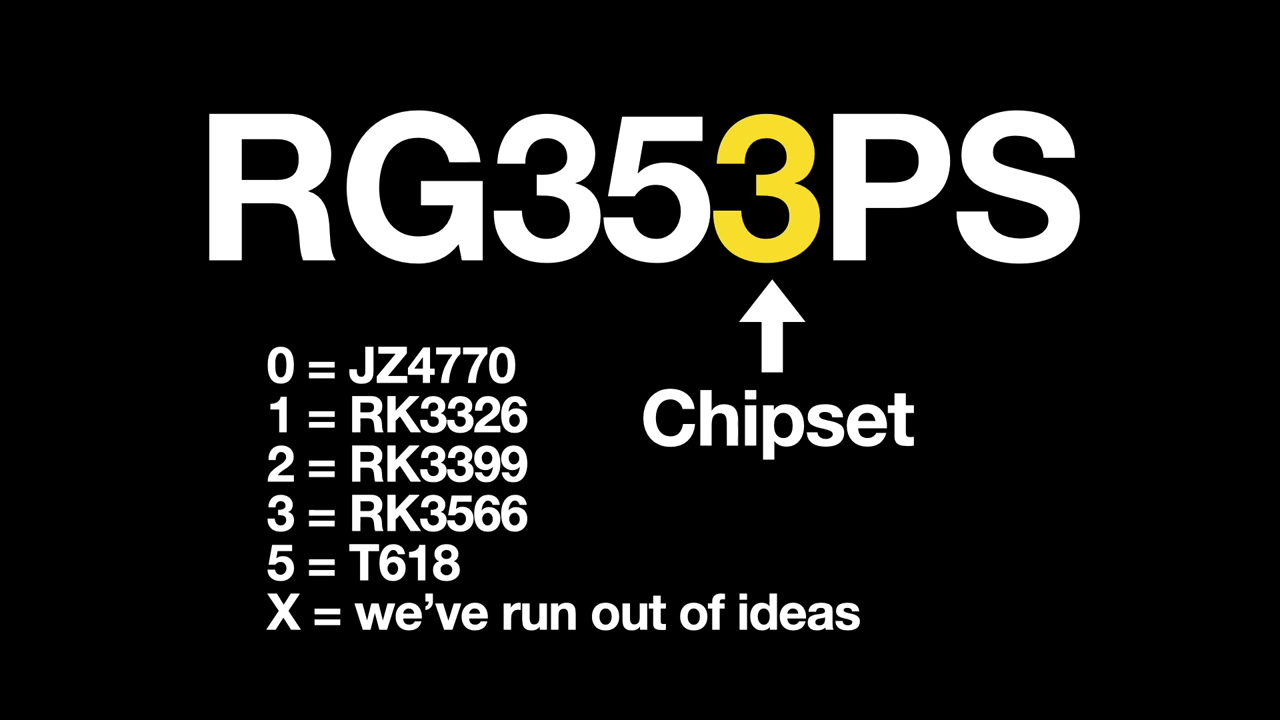 RG353PS
Chipset
0 = JZ4770
1 = RK3326
2 = RK3399
3 = RK3566
5 = T618
X = we’ve run out of ideas